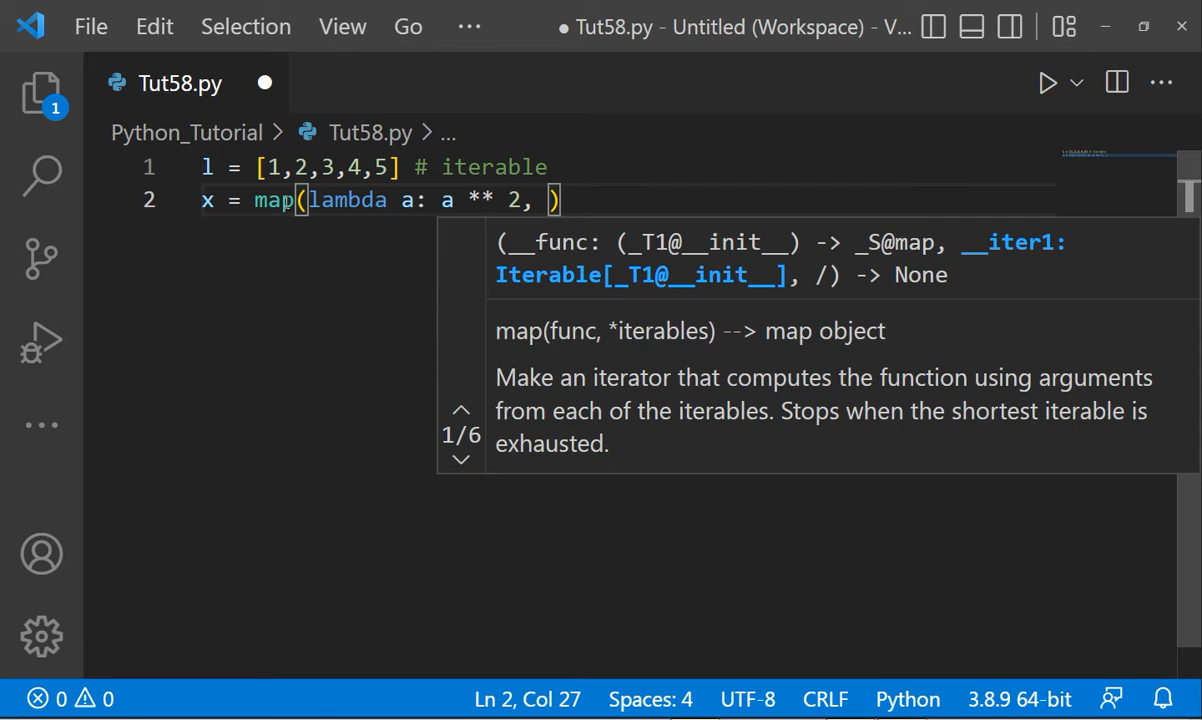 File Edit Selection View Go ··· ● Tut58.py - Untitled (Workspace) - V...
Tut58.py ●
1
Python_Tutorial > Tut58.py > ...
1 l = [1,2,3,4,5] # iterable
2 x = map(lambda a: a ** 2, )
(__func: (_T1@__init__) -> _S@map, __iter1:
Iterable[_T1@__init__], /) -> None
map(func, *iterables) --> map object
Make an iterator that computes the function using arguments
from each of the iterables. Stops when the shortest iterable is
1/6
exhausted.
0 0 Ln 2, Col 27 Spaces: 4 UTF-8 CRLF Python 3.8.9 64-bit